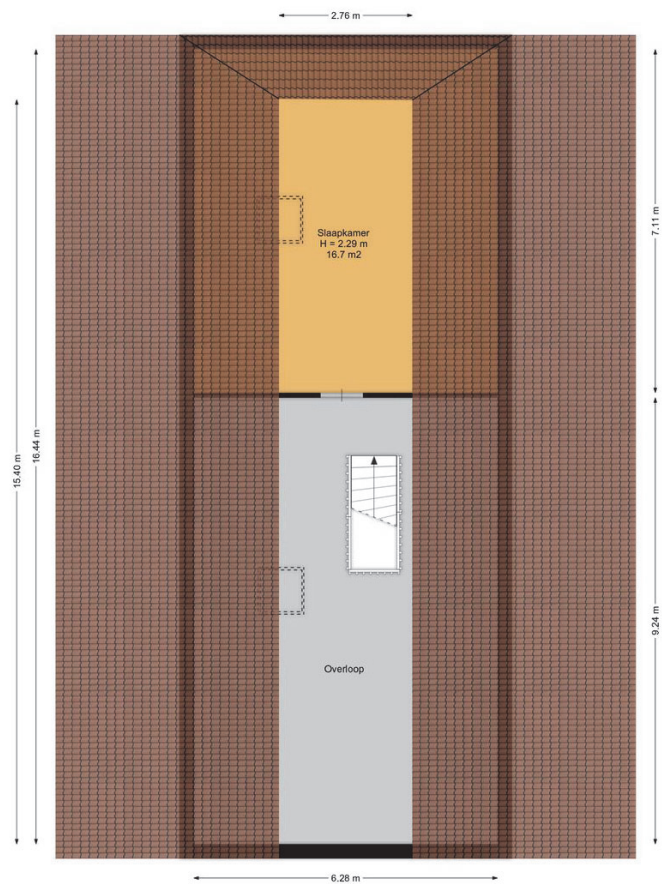 2.76 m
Slaapkamer
H = 2.29 m
16.7 m2
7.11 m
15.40 m
16.44 m
9.24 m
Overloop
6.28 m